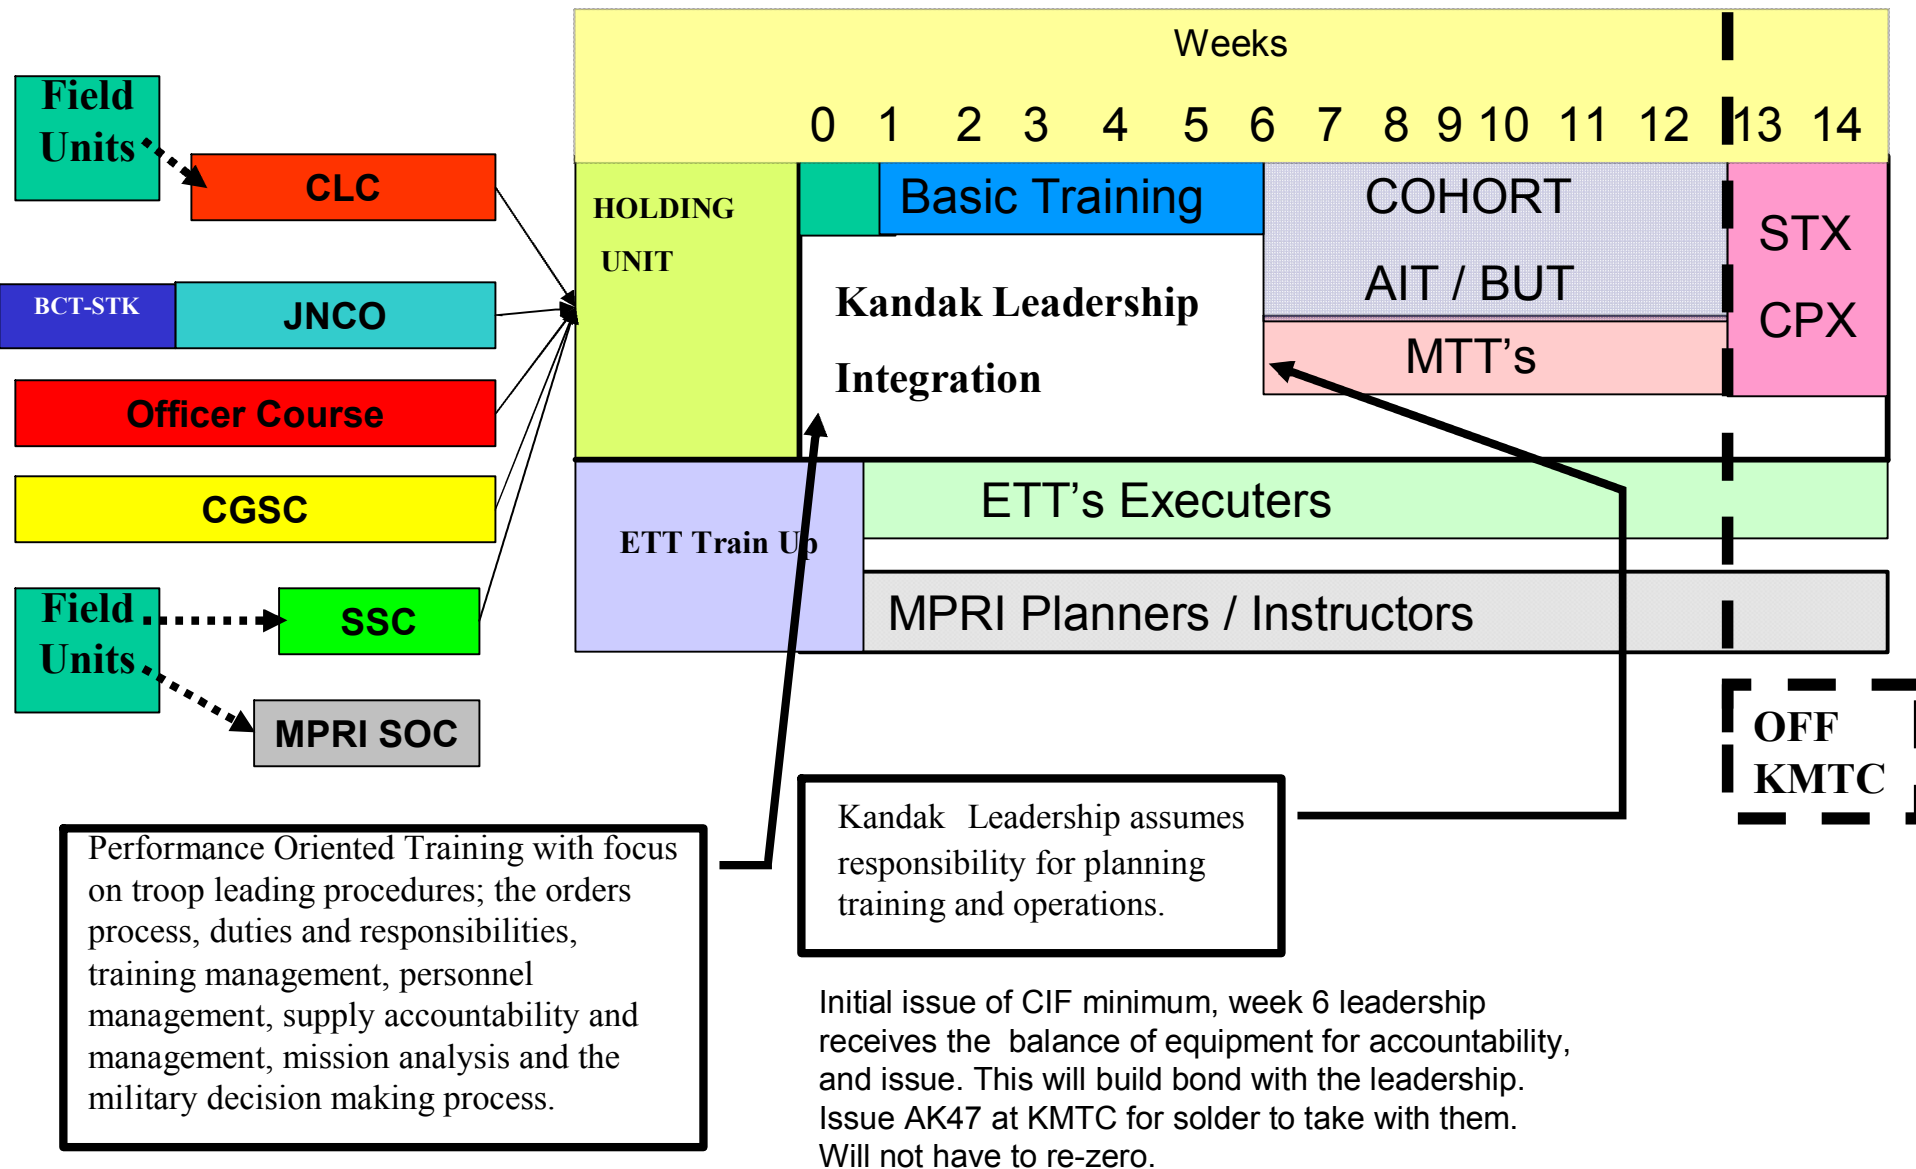 Weeks
0 1 2 3 4 5 6 7 8 9 10 11 12 13 14
Field
Units
CLC
BCT-STK
JNCO
Officer Course
CGSC
Field
Units
SSC
MPRI SOC
HOLDING
UNIT
Basic Training
COHORT
AIT / BUT
MTT's
STX
CPX
Kandak Leadership
Integration
ETT Train Up
ETT's Executers
MPRI Planners / Instructors
OFF
KMTC
Performance Oriented Training with focus
on troop leading procedures; the orders
process, duties and responsibilities,
training management, personnel
management, supply accountability and
management, mission analysis and the
military decision making process.
Kandak Leadership assumes
responsibility for planning
training and operations.
Initial issue of CIF minimum, week 6 leadership
receives the balance of equipment for accountability,
and issue. This will build bond with the leadership.
Issue AK47 at KMTC for solder to take with them.
Will not have to re-zero.